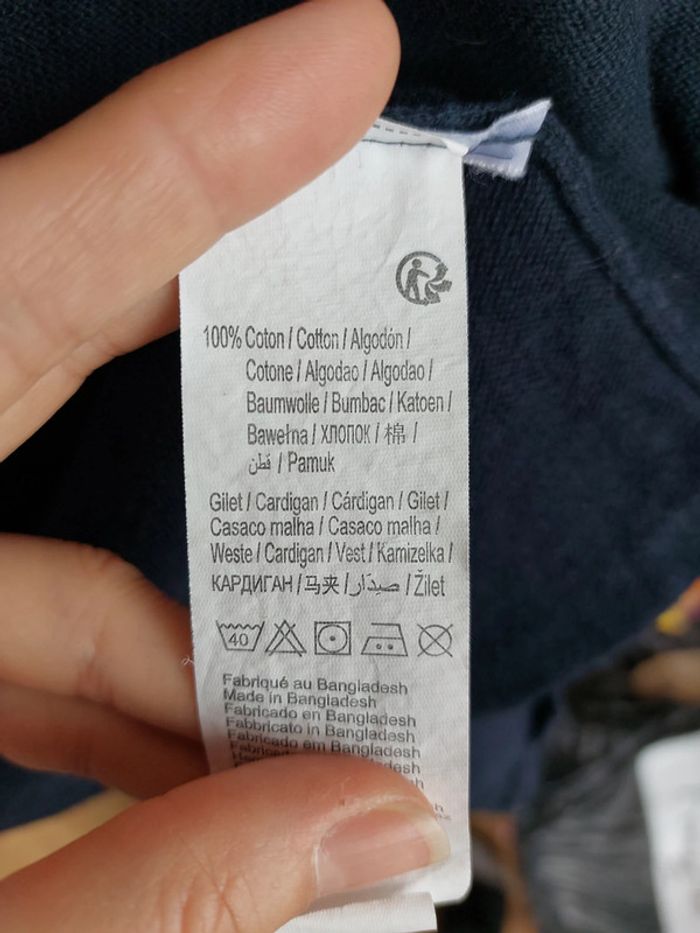 100% Coton / Cotton / Algodón /
Cotone / Algodao / Algodao /
Baumwolle / Bumbac / Katoen /
Bawełna / ХЛОПОК / 棉 /
قطن / Pamuk
Gilet / Cardigan / Cárdigan / Gilet /
Casaco malha / Casaco malha /
Weste / Cardigan / Vest / Kamizelka /
КАРДИГАН / 马夹 / صِدَار / Žilet
40
Fabriqué au Bangladesh
Made in Bangladesh
Fabricado en Bangladesh
Fabbricato in Bangladesh
Fabricado em Bangladesh